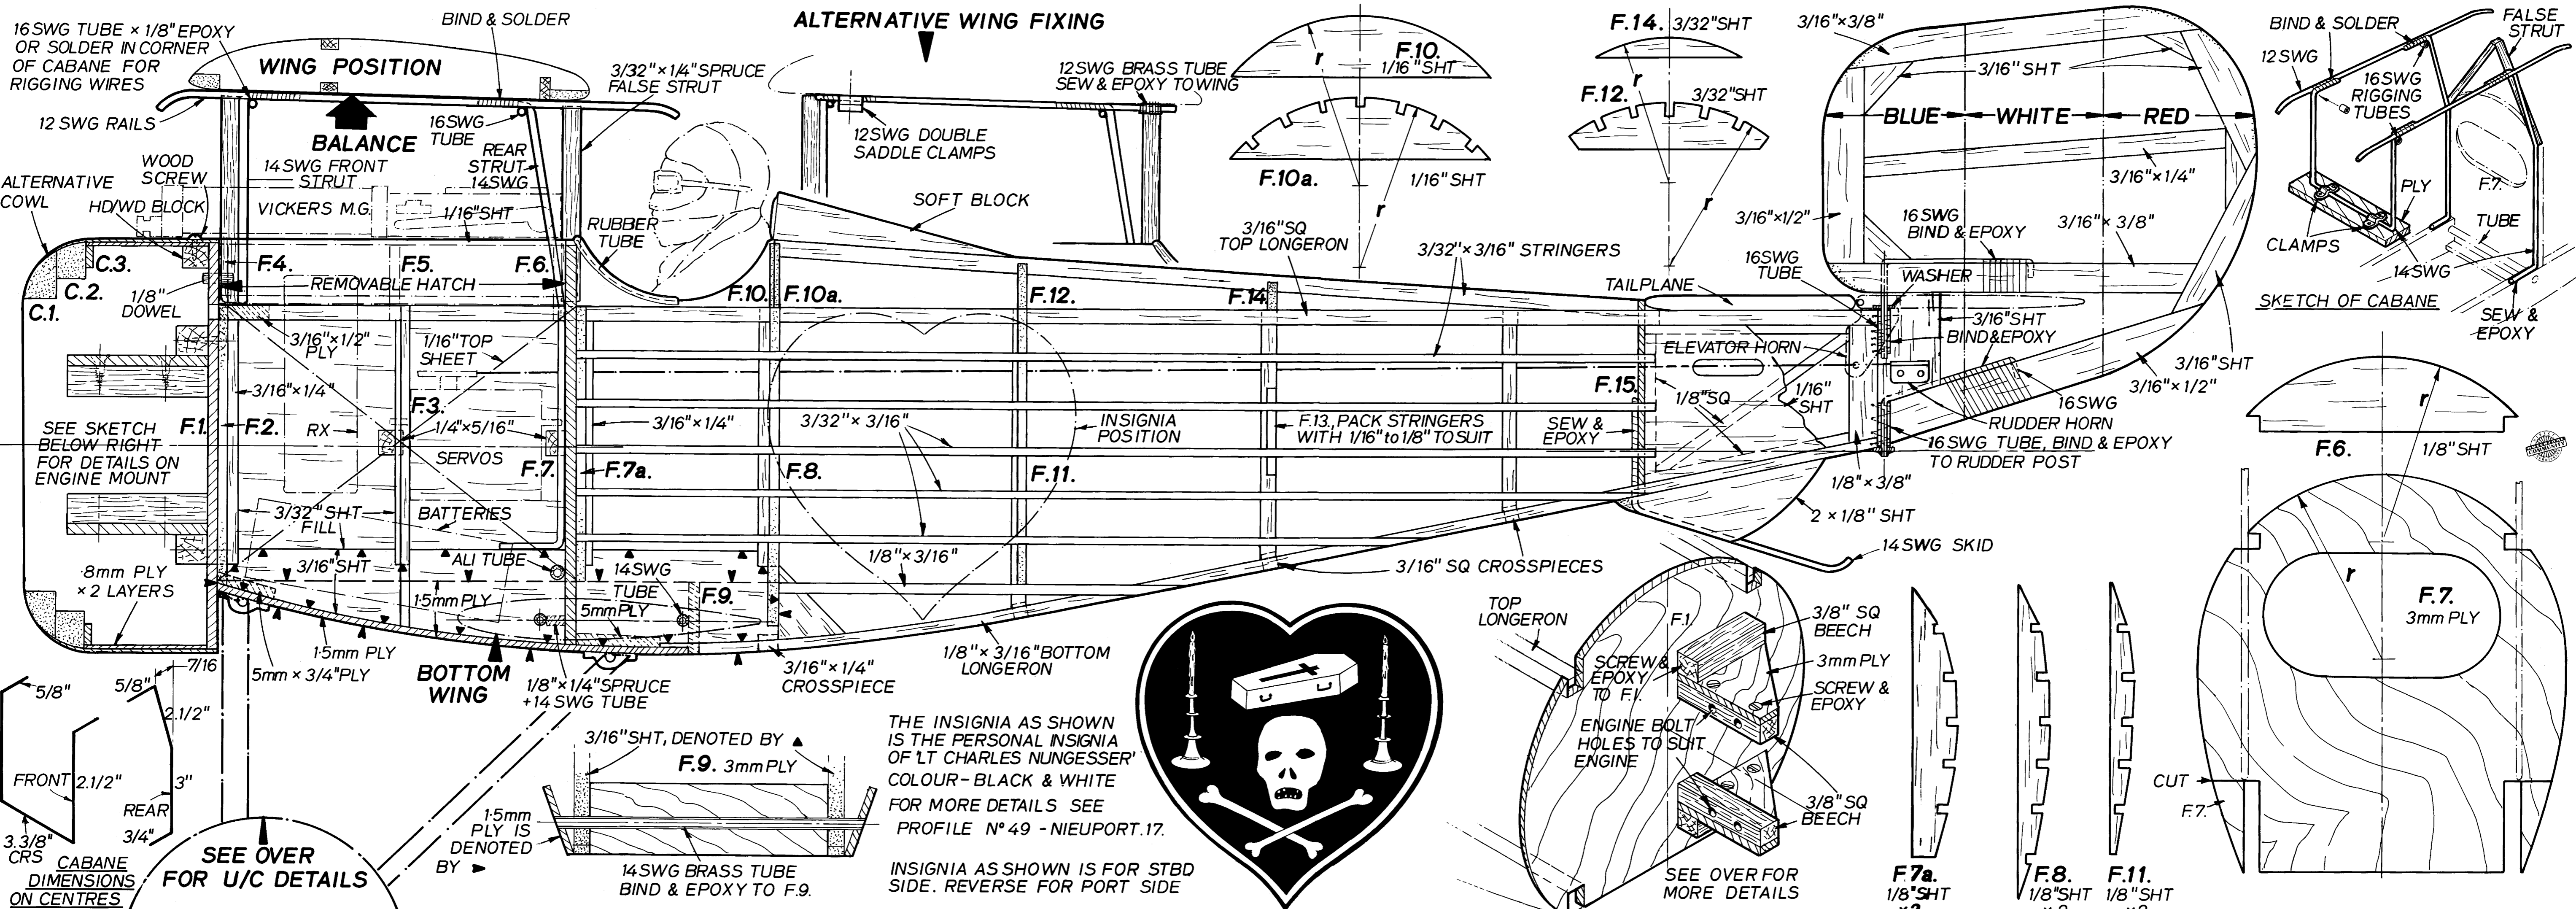 16 SWG TUBE × 1/8" EPOXY
OR SOLDER IN CORNER
OF CABANE FOR
RIGGING WIRES
BIND & SOLDER
WING POSITION
12 SWG RAILS
BALANCE
16 SWG
TUBE
3/32"×1/4" SPRUCE
FALSE STRUT
WOOD
SCREW
14 SWG FRONT
STRUT
REAR
STRUT
14 SWG
ALTERNATIVE
COWL
HD/WD BLOCK
VICKERS M.G.
1/16" SHT
RUBBER
TUBE
C.3.
C.2.
C.1.
F.4.
F.5.
F.6.
REMOVABLE HATCH
1/8"
DOWEL
3/16"×1/2"
PLY
1/16" TOP
SHEET
3/16"×1/4"
F.3.
SEE SKETCH
BELOW RIGHT
FOR DETAILS ON
ENGINE MOUNT
F.1.
F.2.
RX
1/4"×5/16"
SERVOS
F.7.
F.7a.
3/32" SHT
FILL
BATTERIES
ALI TUBE
3/16" SHT
·8mm PLY
× 2 LAYERS
1·5mm PLY
14 SWG
TUBE
5mm PLY
F.9.
7/16
5mm × 3/4" PLY
1·5mm PLY
BOTTOM
WING
1/8"×1/4" SPRUCE
+14 SWG TUBE
3/16"×1/4"
CROSSPIECE
1/8"×3/16" BOTTOM
LONGERON
ALTERNATIVE WING FIXING
12 SWG BRASS TUBE
SEW & EPOXY TO WING
12 SWG DOUBLE
SADDLE CLAMPS
SOFT BLOCK
F.10.
1/16" SHT
r
F.10a.
1/16" SHT
r
F.14. 3/32" SHT
r
F.12.
3/32" SHT
r
3/16" SQ
TOP LONGERON
3/32"×3/16" STRINGERS
F.10.
F.10a.
F.12.
F.14.
TAILPLANE
3/16"×1/4"
3/32"×3/16"
INSIGNIA
POSITION
F.13., PACK STRINGERS
WITH 1/16" to 1/8" TO SUIT
F.8.
F.11.
1/8"×3/16"
SEW &
EPOXY
F.15.
1/8" SQ
ELEVATOR HORN
1/16"
SHT
3/16" SQ CROSSPIECES
2 × 1/8" SHT
14 SWG SKID
1/8"×3/8"
16 SWG TUBE, BIND & EPOXY
TO RUDDER POST
RUDDER HORN
16 SWG
3/16" SHT
BIND & EPOXY
WASHER
16 SWG
TUBE
16 SWG
BIND & EPOXY
3/16"×3/8"
3/16" SHT
BLUE
WHITE
RED
3/16"×1/4"
3/16"×1/2"
3/16"×3/8"
3/16" SHT
3/16"×1/2"
BIND & SOLDER
FALSE
STRUT
12 SWG
16 SWG
RIGGING
TUBES
PLY
F.7.
TUBE
CLAMPS
14 SWG
SKETCH OF CABANE
SEW &
EPOXY
r
F.6.
1/8" SHT
r
F.7.
3mm PLY
CUT
F.7.
5/8"
5/8"
2.1/2"
FRONT
2.1/2"
3"
REAR
3/4"
3.3/8"
CRS
CABANE
DIMENSIONS
ON CENTRES
SEE OVER
FOR U/C DETAILS
3/16" SHT, DENOTED BY ▲
F.9. 3mm PLY
1·5mm
PLY IS
DENOTED
BY ►
14 SWG BRASS TUBE
BIND & EPOXY TO F.9.
THE INSIGNIA AS SHOWN
IS THE PERSONAL INSIGNIA
OF 'LT CHARLES NUNGESSER'
COLOUR - BLACK & WHITE
FOR MORE DETAILS SEE
PROFILE Nº 49 - NIEUPORT.17.
INSIGNIA AS SHOWN IS FOR STBD
SIDE. REVERSE FOR PORT SIDE
TOP
LONGERON
F.1.
3/8" SQ
BEECH
SCREW &
EPOXY
TO F.1.
3mm PLY
SCREW &
EPOXY
ENGINE BOLT
HOLES TO SUIT
ENGINE
3/8" SQ
BEECH
SEE OVER FOR
MORE DETAILS
F.7a.
1/8" SHT
F.8.
1/8" SHT
F.11.
1/8" SHT